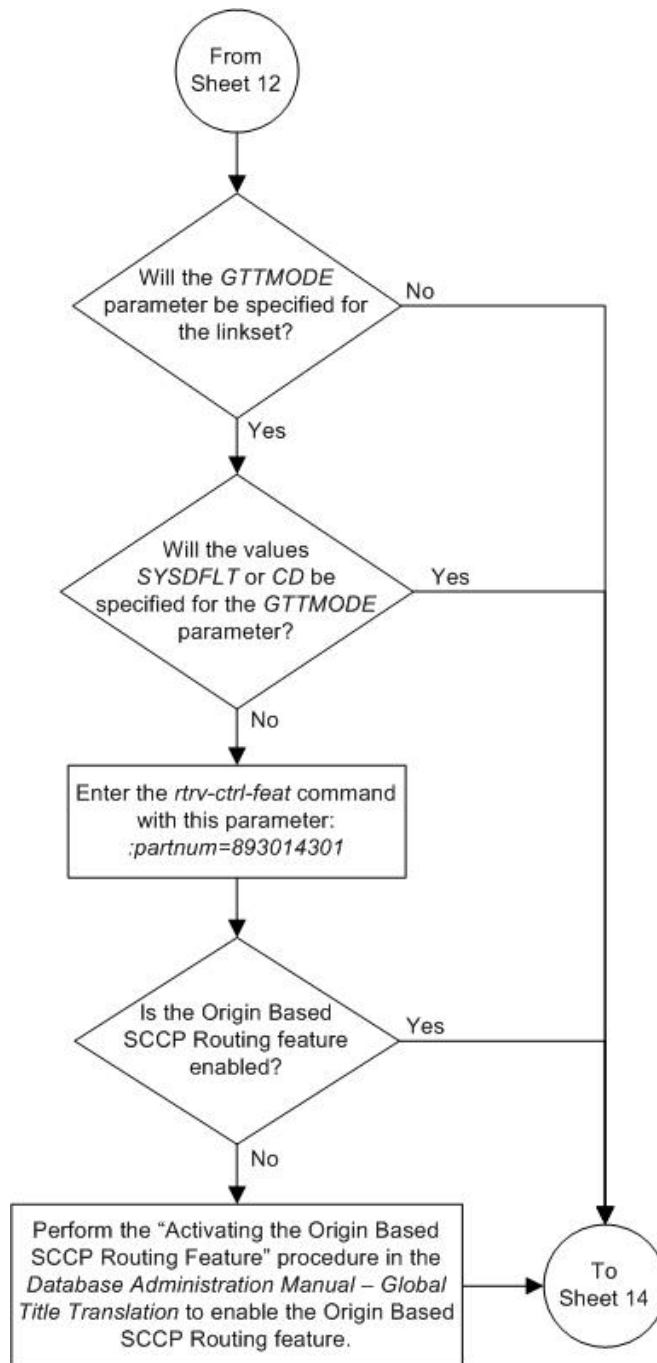 From
Sheet 12
Will the GTTMODE
parameter be specified for
the linkset?
No
Yes
Will the values
SYSDFLT or CD be
specified for the GTTMODE
parameter?
Yes
No
Enter the rtrv-ctrl-feat command
with this parameter:
:partnum=893014301
Is the Origin Based
SCCP Routing feature
enabled?
Yes
No
Perform the “Activating the Origin Based
SCCP Routing Feature” procedure in the
Database Administration Manual – Global
Title Translation to enable the Origin Based
SCCP Routing feature.
To
Sheet 14